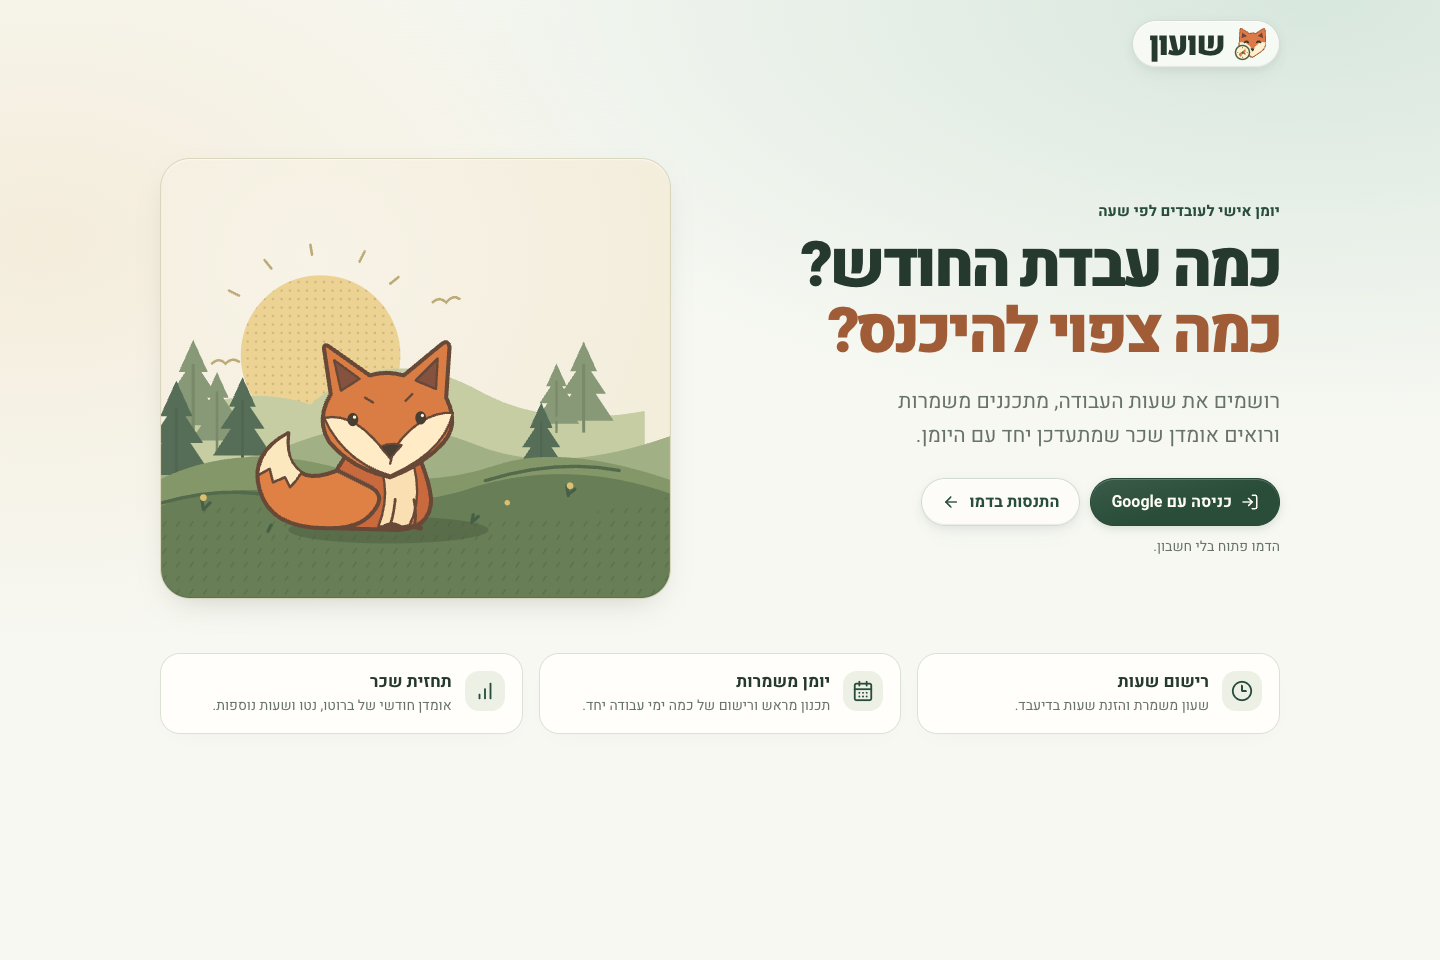 שועון
יומן אישי לעובדים לפי שעה
כמה עבדת החודש?
כמה צפוי להיכנס?
רושמים את שעות העבודה, מתכננים משמרות
ורואים אומדן שכר שמתעדכן יחד עם היומן.
כניסה עם Google
התנסות בדמו
הדמו פתוח בלי חשבון.
רישום שעות
שעון משמרת והזנת שעות בדיעבד.
יומן משמרות
תכנון מראש ורישום של כמה ימי עבודה יחד.
תחזית שכר
אומדן חודשי של ברוטו, נטו ושעות נוספות.